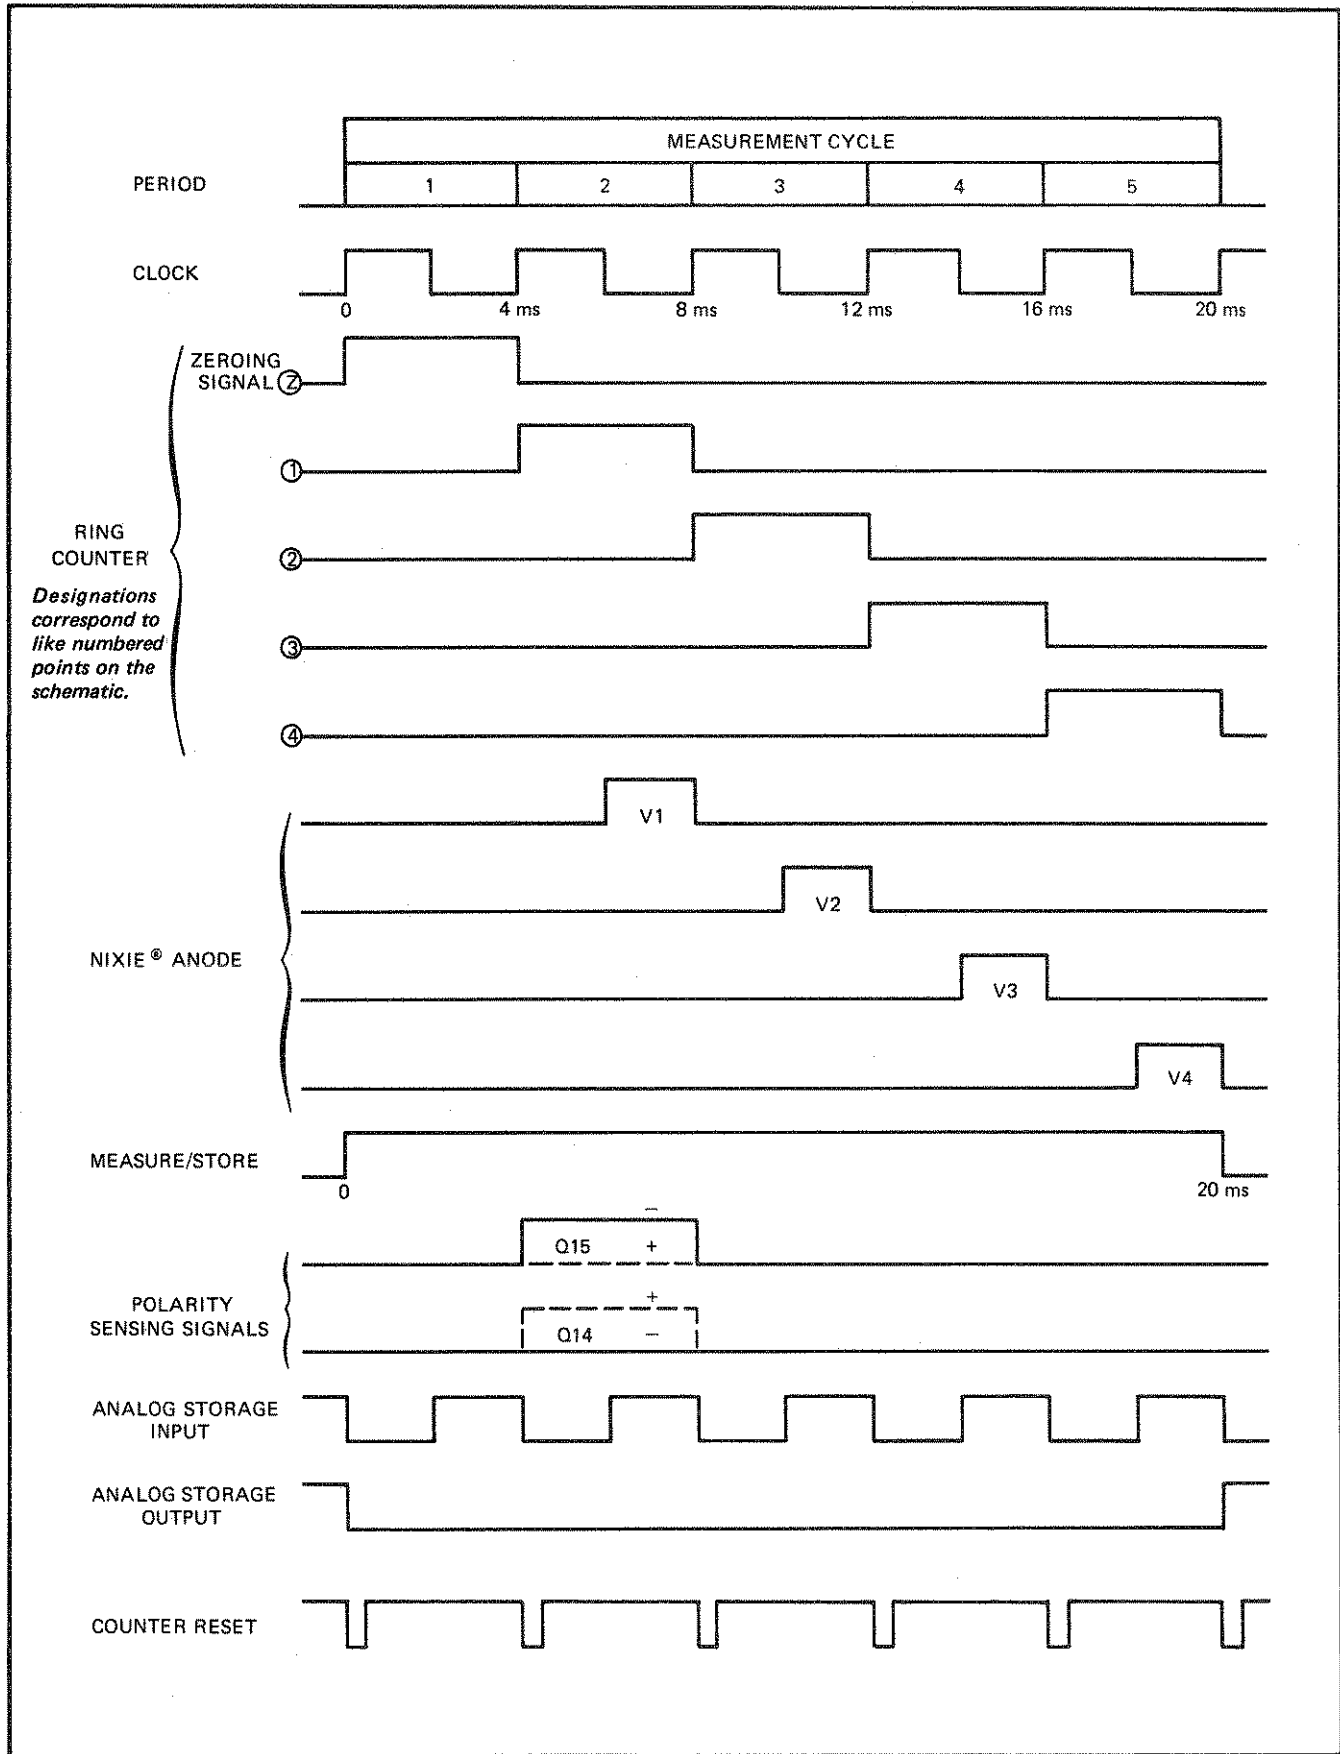 MEASUREMENT CYCLE
PERIOD
1 2 3 4 5
CLOCK
0 4 ms 8 ms 12 ms 16 ms 20 ms
ZEROING
SIGNAL Z
1
RING
COUNTER
2
Designations
correspond to
like numbered
points on the
schematic.
3
4
V1
V2
NIXIE ® ANODE
V3
V4
MEASURE/STORE
0 20 ms
−
Q15 +
POLARITY
SENSING SIGNALS
+
Q14 −
ANALOG STORAGE
INPUT
ANALOG STORAGE
OUTPUT
COUNTER RESET